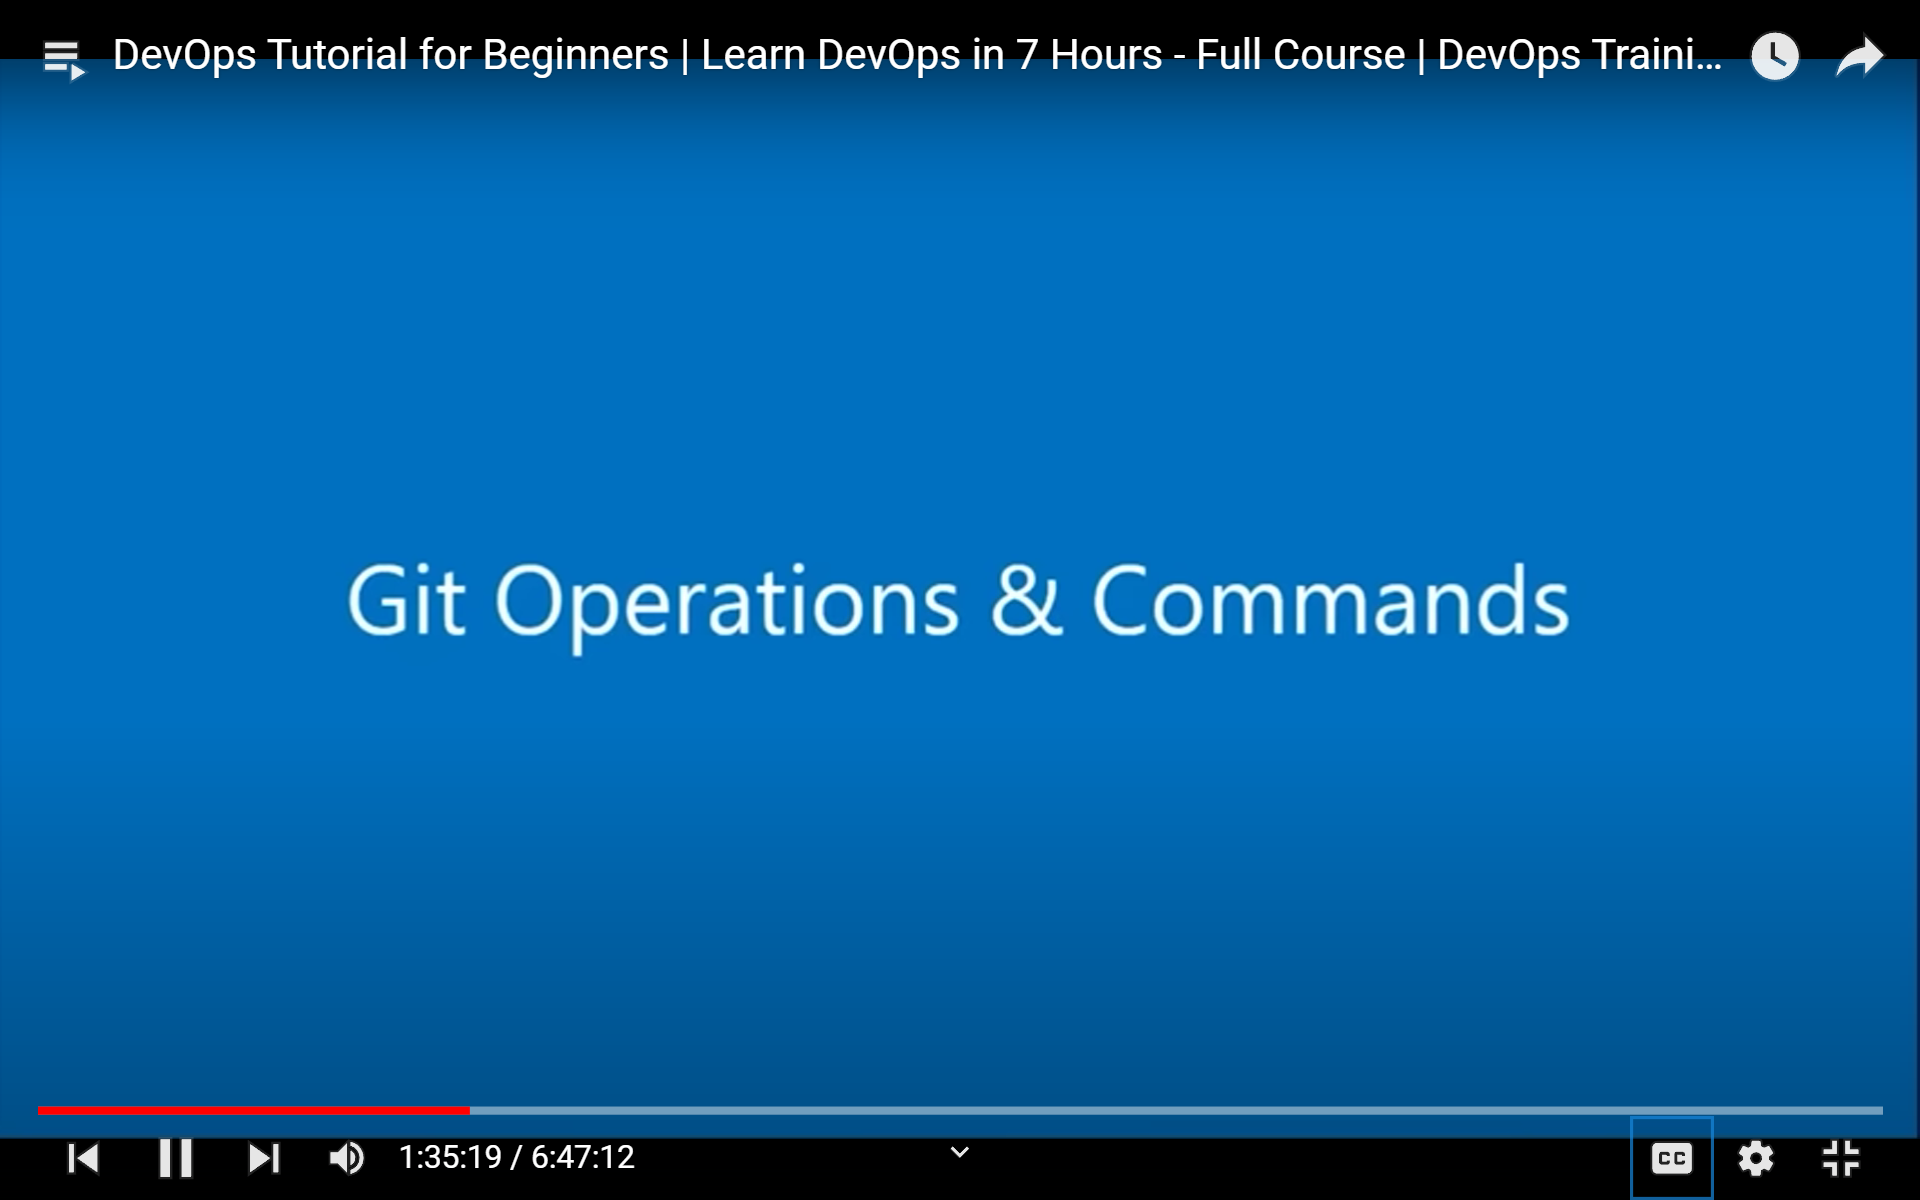 DevOps Tutorial for Beginners | Learn DevOps in 7 Hours - Full Course | DevOps Traini...
Git Operations & Commands
1:35:19 / 6:47:12
CC